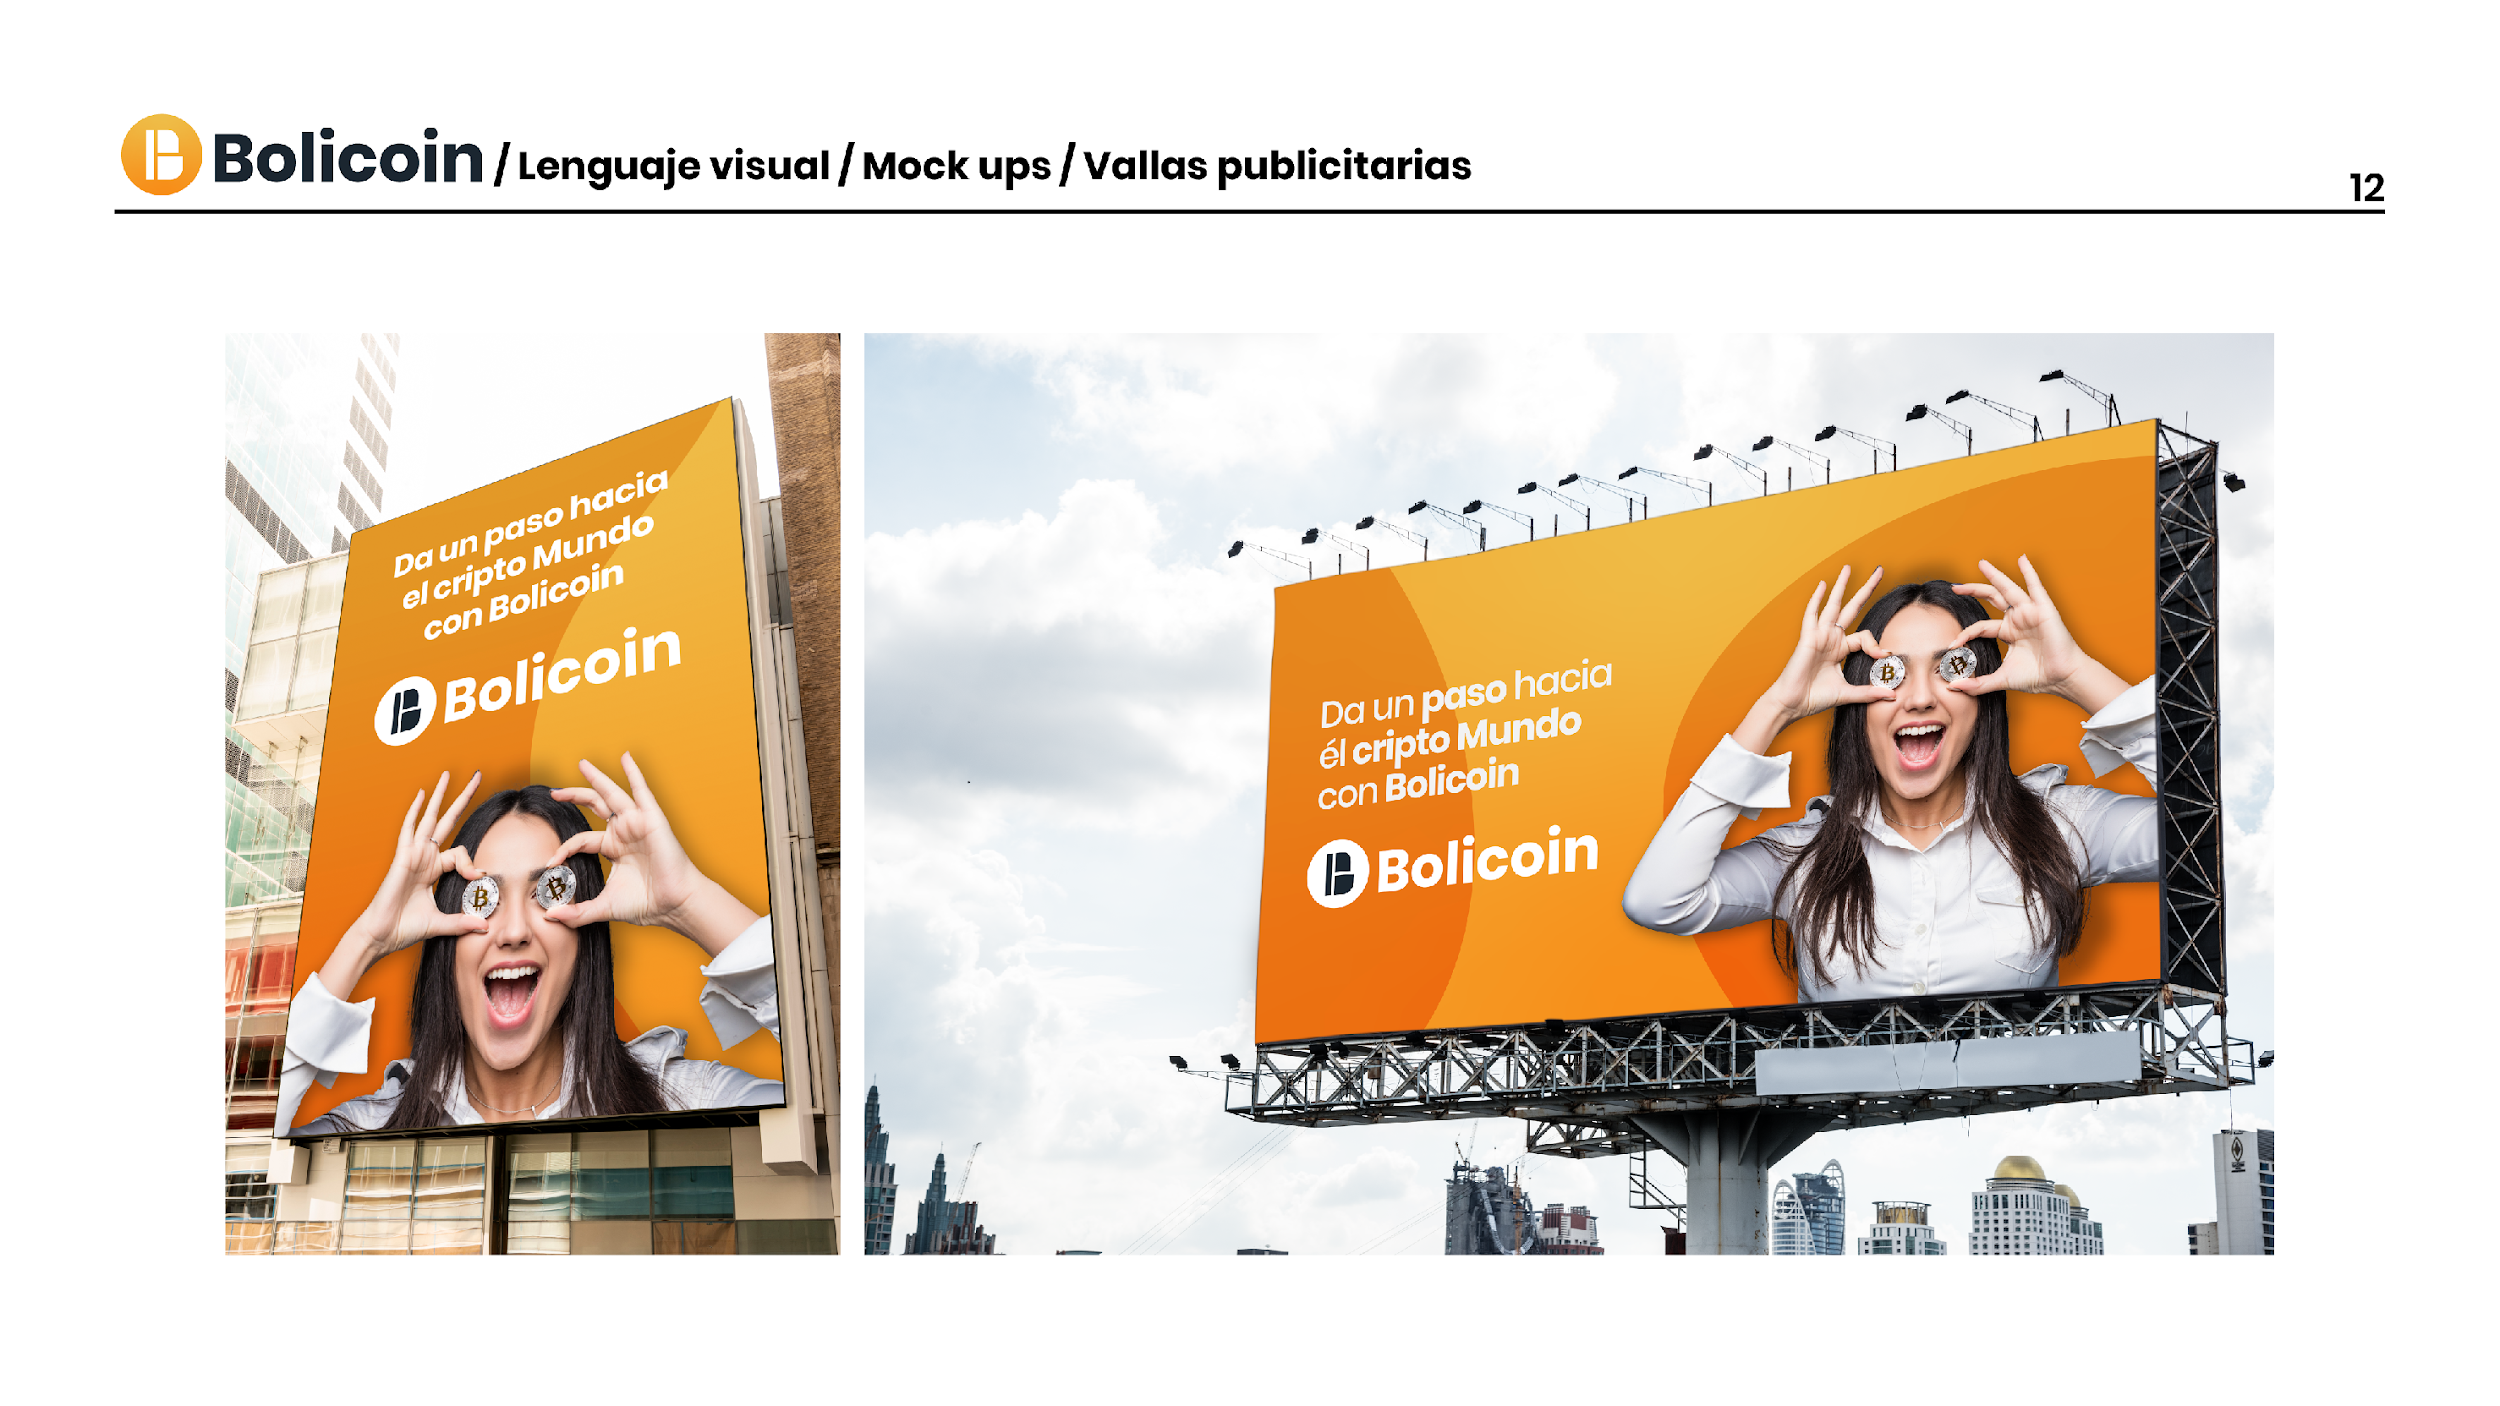 Bolicoin / Lenguaje visual / Mock ups / Vallas publicitarias
12
Da un paso hacia
el cripto Mundo
con Bolicoin
Bolicoin
Da un paso hacia
él cripto Mundo
con Bolicoin
Bolicoin